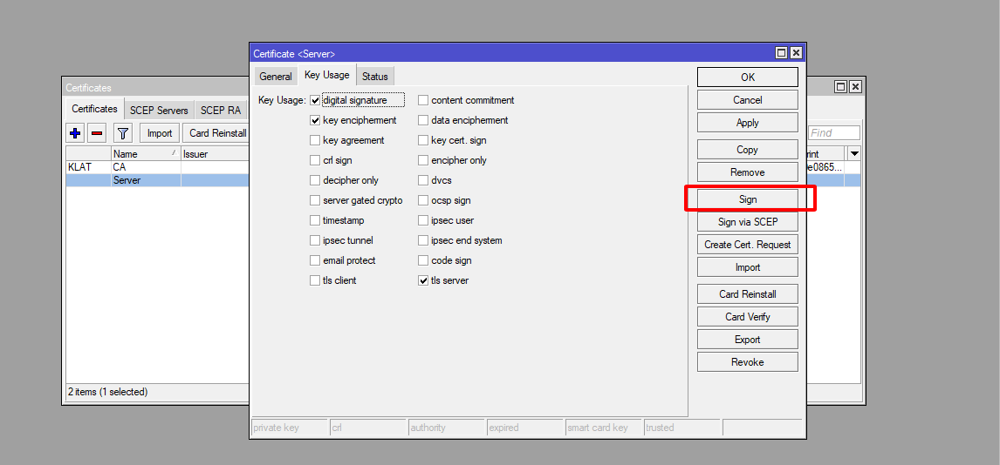 Certificate <Server>
General Key Usage Status
Key Usage: digital signature content commitment
key enciphement data enciphement
key agreement key cert. sign
crl sign encipher only
decipher only dvcs
server gated crypto ocsp sign
timestamp ipsec user
ipsec tunnel ipsec end system
email protect code sign
tls client tls server
OK
Cancel
Apply
Copy
Remove
Sign
Sign via SCEP
Create Cert. Request
Import
Card Reinstall
Card Verify
Export
Revoke
private key crl authority expired smart card key trusted
Certificates
Certificates SCEP Servers SCEP RA
Import Card Reinstall Find
Name Issuer rint
KLAT CA e0865...
Server
2 items (1 selected)